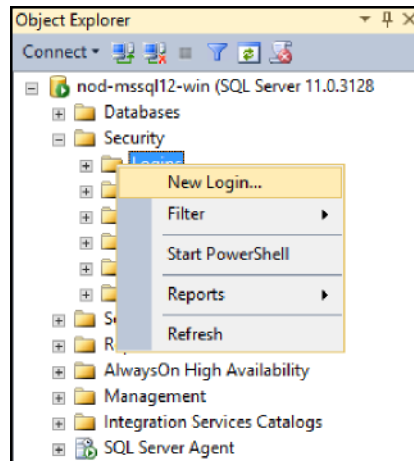 Object Explorer
Connect
nod-mssql12-win (SQL Server 11.0.3128
Databases
Security
Logins
New Login...
Filter
Start PowerShell
Reports
Refresh
AlwaysOn High Availability
Management
Integration Services Catalogs
SQL Server Agent